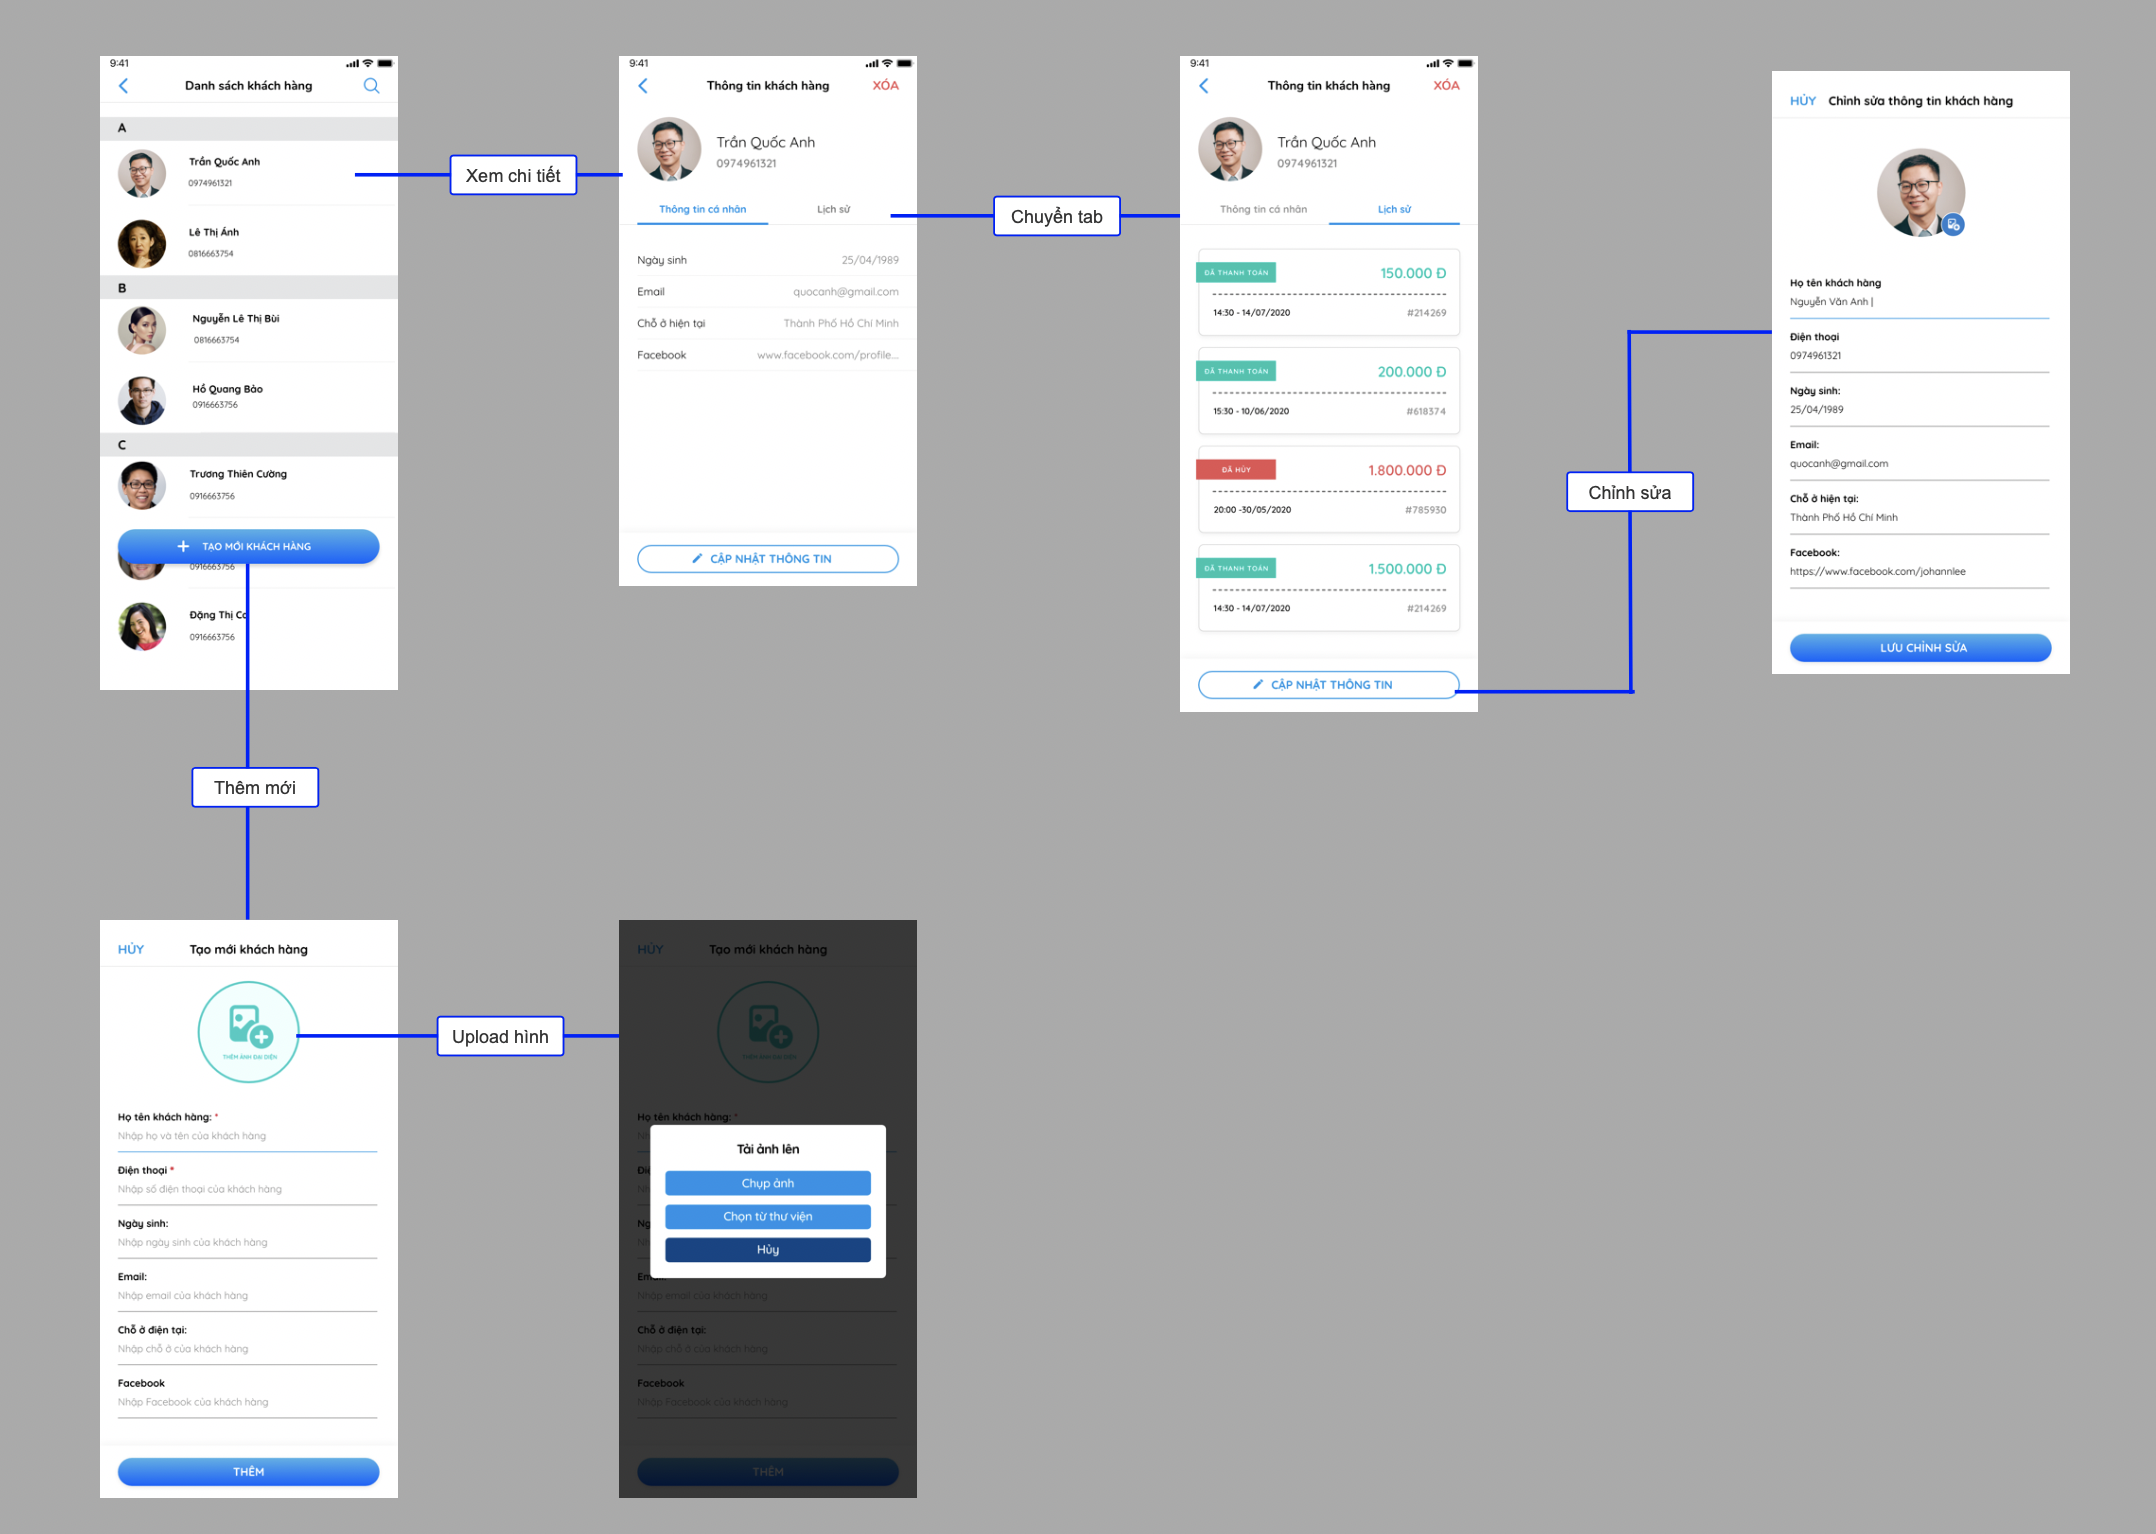 9:41
Danh sách khách hàng
A
Trần Quốc Anh
0974961321
Lê Thị Ánh
0816663754
B
Nguyễn Lê Thị Bùi
0816663754
Hồ Quang Bảo
0916663756
C
Trương Thiên Cường
0916663756
TẠO MỚI KHÁCH HÀNG
0916663756
Đặng Thị Cơ
0916663756
Xem chi tiết
9:41
Thông tin khách hàng
XÓA
Trần Quốc Anh
0974961321
Thông tin cá nhân
Lịch sử
Ngày sinh
25/04/1989
Email
quocanh@gmail.com
Chỗ ở hiện tại
Thành Phố Hồ Chí Minh
Facebook
www.facebook.com/profile...
CẬP NHẬT THÔNG TIN
Chuyển tab
9:41
Thông tin khách hàng
XÓA
Trần Quốc Anh
0974961321
Thông tin cá nhân
Lịch sử
ĐÃ THANH TOÁN
150.000 Đ
14:30 - 14/07/2020
#214269
ĐÃ THANH TOÁN
200.000 Đ
15:30 - 10/06/2020
#618374
ĐÃ HỦY
1.800.000 Đ
20:00 -30/05/2020
#785930
ĐÃ THANH TOÁN
1.500.000 Đ
14:30 - 14/07/2020
#214269
CẬP NHẬT THÔNG TIN
Chỉnh sửa
HỦY
Chỉnh sửa thông tin khách hàng
Họ tên khách hàng
Nguyễn Văn Anh |
Điện thoại
0974961321
Ngày sinh:
25/04/1989
Email:
quocanh@gmail.com
Chỗ ở hiện tại:
Thành Phố Hồ Chí Minh
Facebook:
https://www.facebook.com/johannlee
LƯU CHỈNH SỬA
Thêm mới
HỦY
Tạo mới khách hàng
THÊM ẢNH ĐẠI DIỆN
Họ tên khách hàng: *
Nhập họ và tên của khách hàng
Điện thoại *
Nhập số điện thoại của khách hàng
Ngày sinh:
Nhập ngày sinh của khách hàng
Email:
Nhập email của khách hàng
Chỗ ở điện tại:
Nhập chỗ ở của khách hàng
Facebook
Nhập Facebook của khách hàng
THÊM
Upload hình
HỦY
Tạo mới khách hàng
THÊM ẢNH ĐẠI DIỆN
Họ tên khách hàng: *
Tải ảnh lên
Chụp ảnh
Chọn từ thư viện
Hủy
Nhập email của khách hàng
Chỗ ở điện tại:
Nhập chỗ ở của khách hàng
Facebook
Nhập Facebook của khách hàng
THÊM